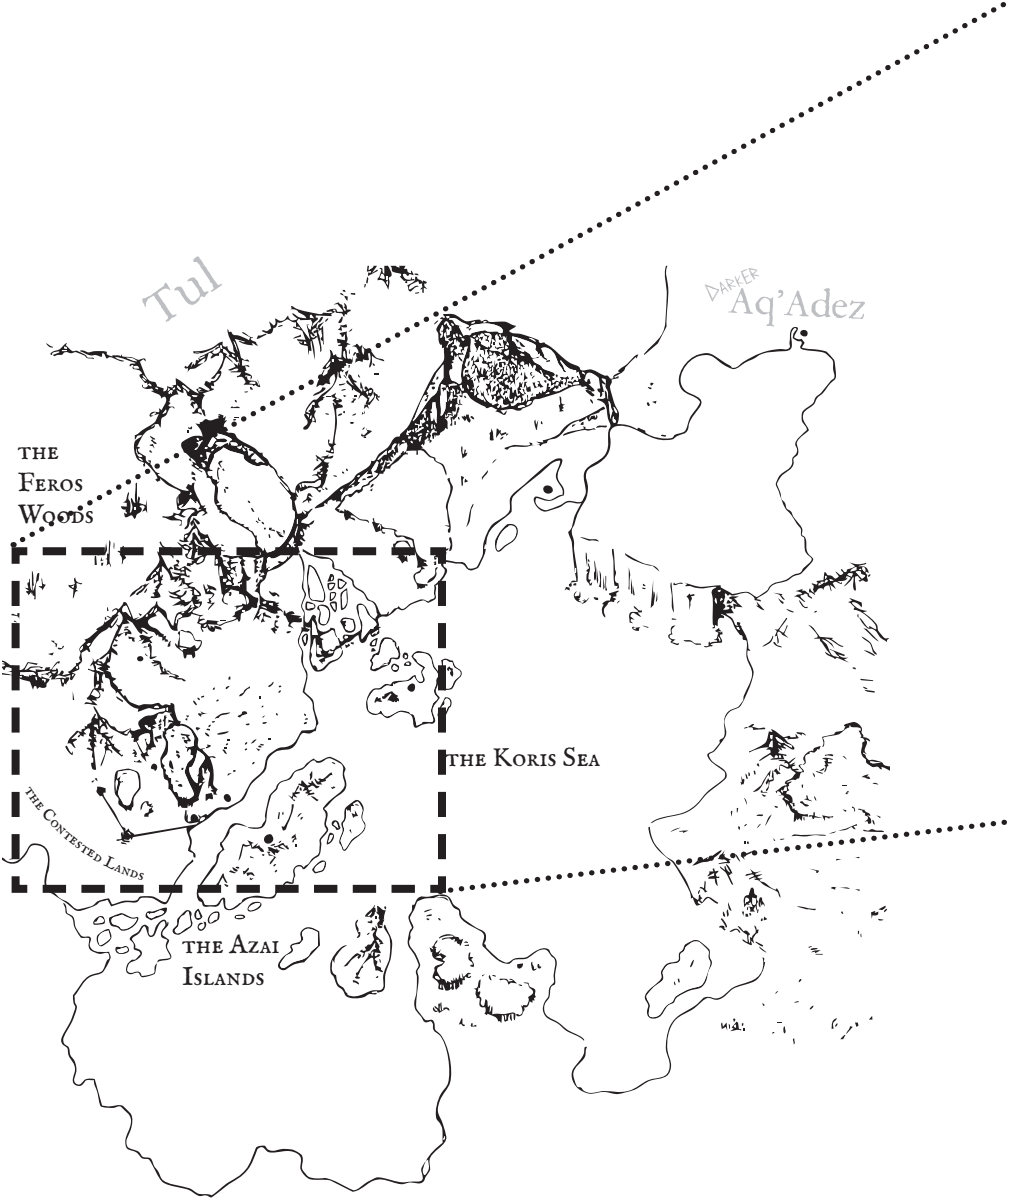 Tul
DARKER
Aq'Adez
THE
FEROS
WOODS
THE KORIS SEA
THE CONTESTED LANDS
THE AZAI
ISLANDS